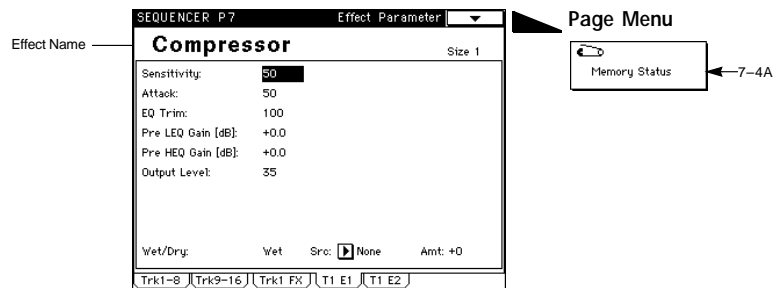 SEQUENCER P7 Effect Parameter
Page Menu
Effect Name
Compressor Size 1
Memory Status 7–4A
Sensitivity: 50
Attack: 50
EQ Trim: 100
Pre LEQ Gain [dB]: +0.0
Pre HEQ Gain [dB]: +0.0
Output Level: 35
Wet/Dry: Wet Src: None Amt: +0
Trk1-8 Trk9-16 Trk1 FX T1 E1 T1 E2